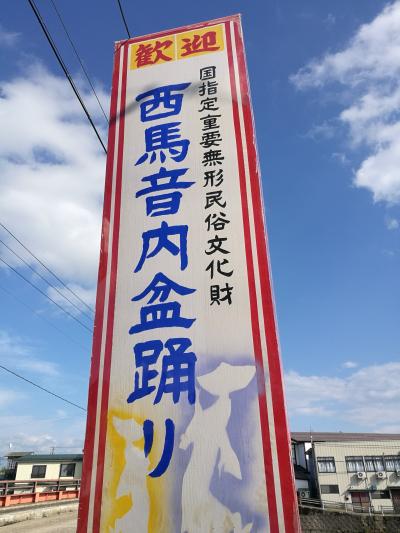 歓迎
国指定重要無形民俗文化財
西馬音内盆踊り